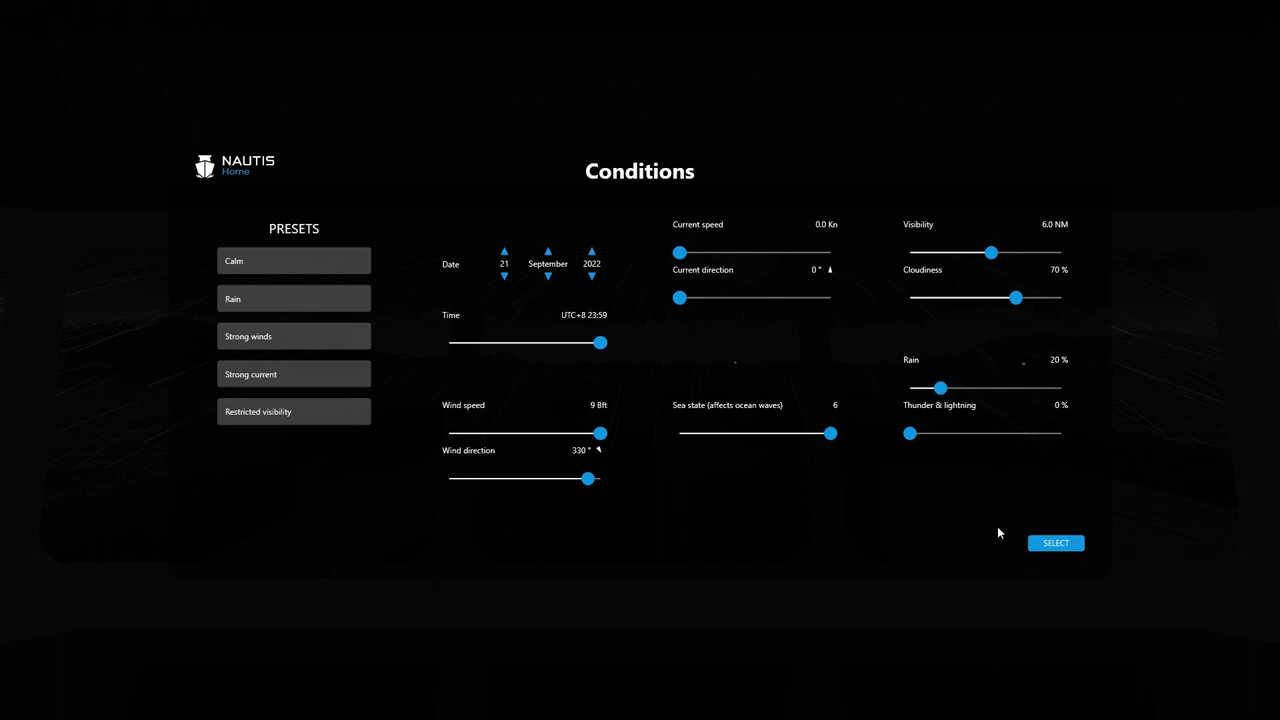 NAUTIS
Home
Conditions
PRESETS
Calm
Rain
Strong winds
Strong current
Restricted visibility
Date 21 September 2022
Time UTC+8 23:59
Wind speed 9 Bft
Wind direction 330 °
Current speed 0.0 Kn
Current direction 0 °
Sea state (affects ocean waves) 6
Visibility 6.0 NM
Cloudiness 70 %
Rain 20 %
Thunder & lightning 0 %
SELECT